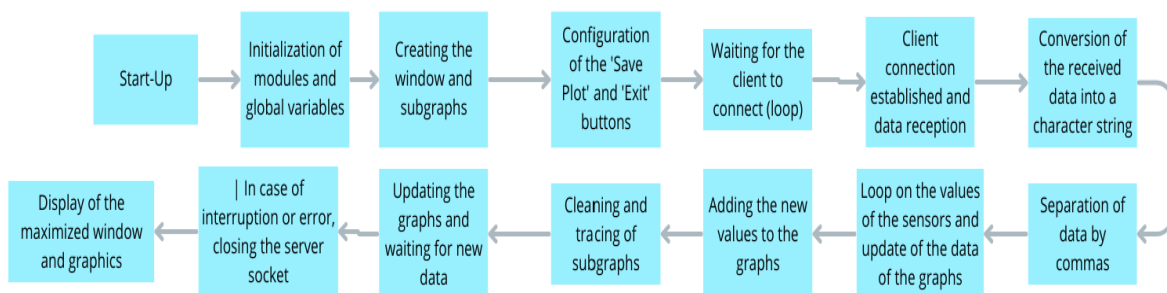 Start-Up
Initialization of
modules and
global variables
Creating the
window and
subgraphs
Configuration
of the 'Save
Plot' and 'Exit'
buttons
Waiting for the
client to
connect (loop)
Client
connection
established and
data reception
Conversion of
the received
data into a
character string
Separation of
data by
commas
Loop on the values
of the sensors and
update of the data
of the graphs
Adding the new
values to the
graphs
Cleaning and
tracing of
subgraphs
Updating the
graphs and
waiting for new
data
| In case of
interruption or error,
closing the server
socket
Display of the
maximized window
and graphics